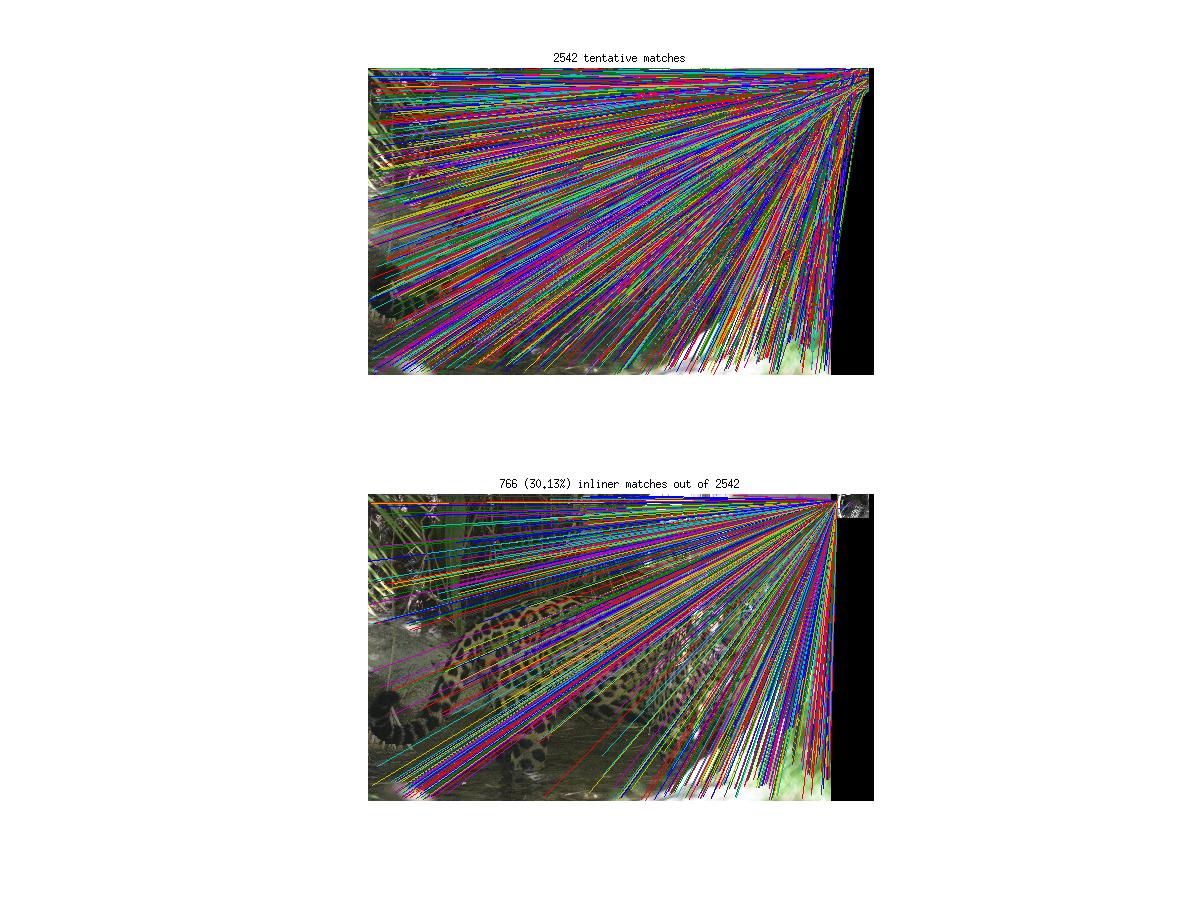 2542 tentative matches
766 (30.13%) inliner matches out of 2542